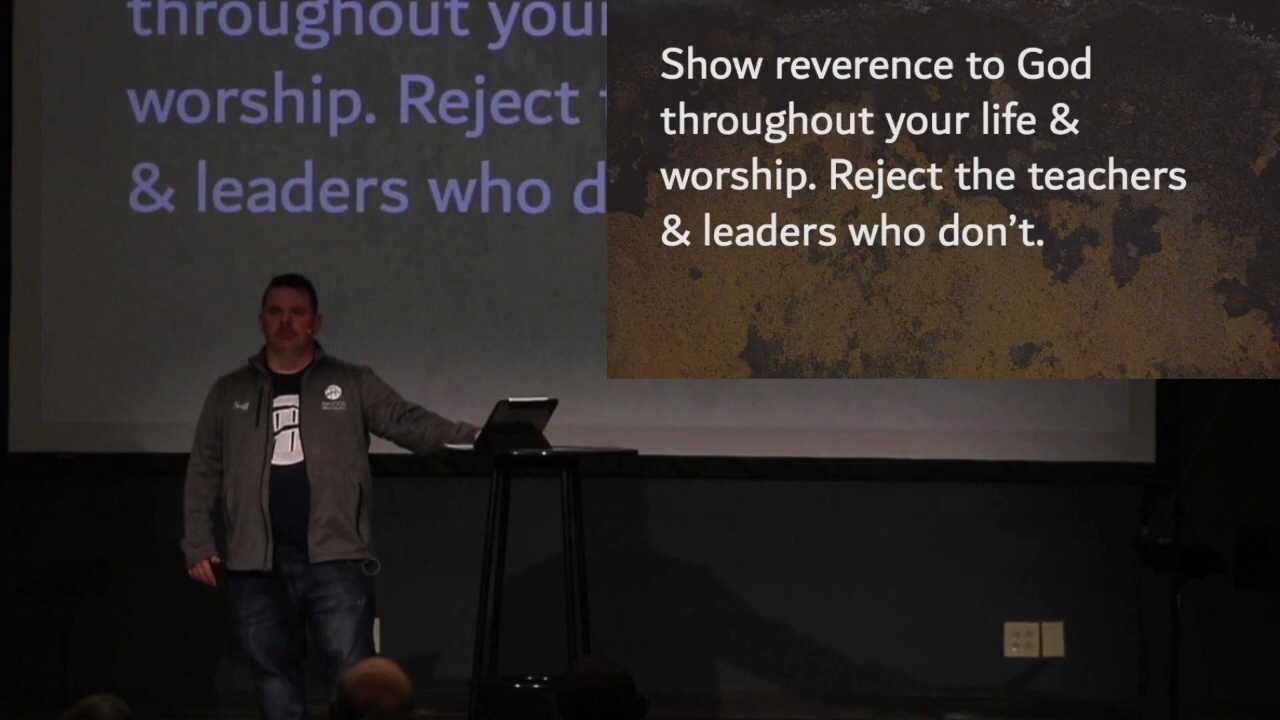 throughout your
worship. Reject
& leaders who d
Show reverence to God
throughout your life &
worship. Reject the teachers
& leaders who don't.